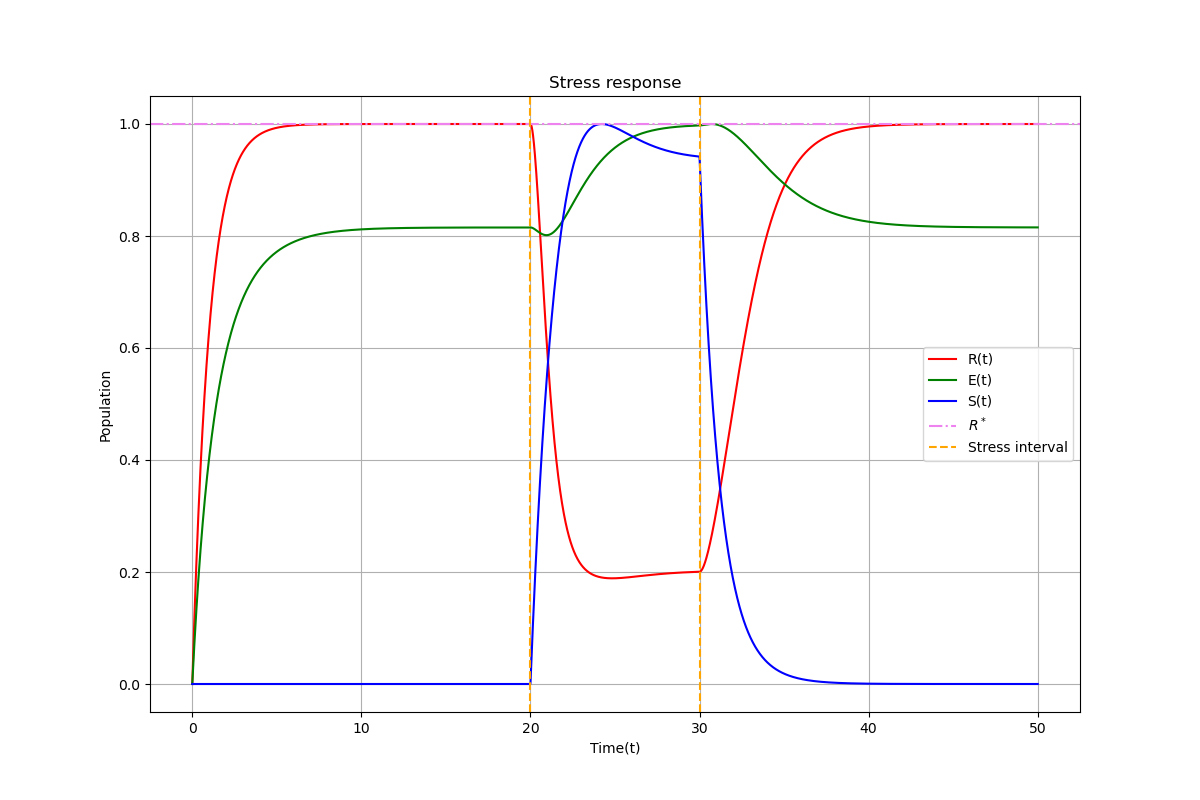 Stress response
Population
1.0
0.8
0.6
0.4
0.2
0.0
R(t)
E(t)
S(t)
R*
Stress interval
0 10 20 30 40 50
Time(t)